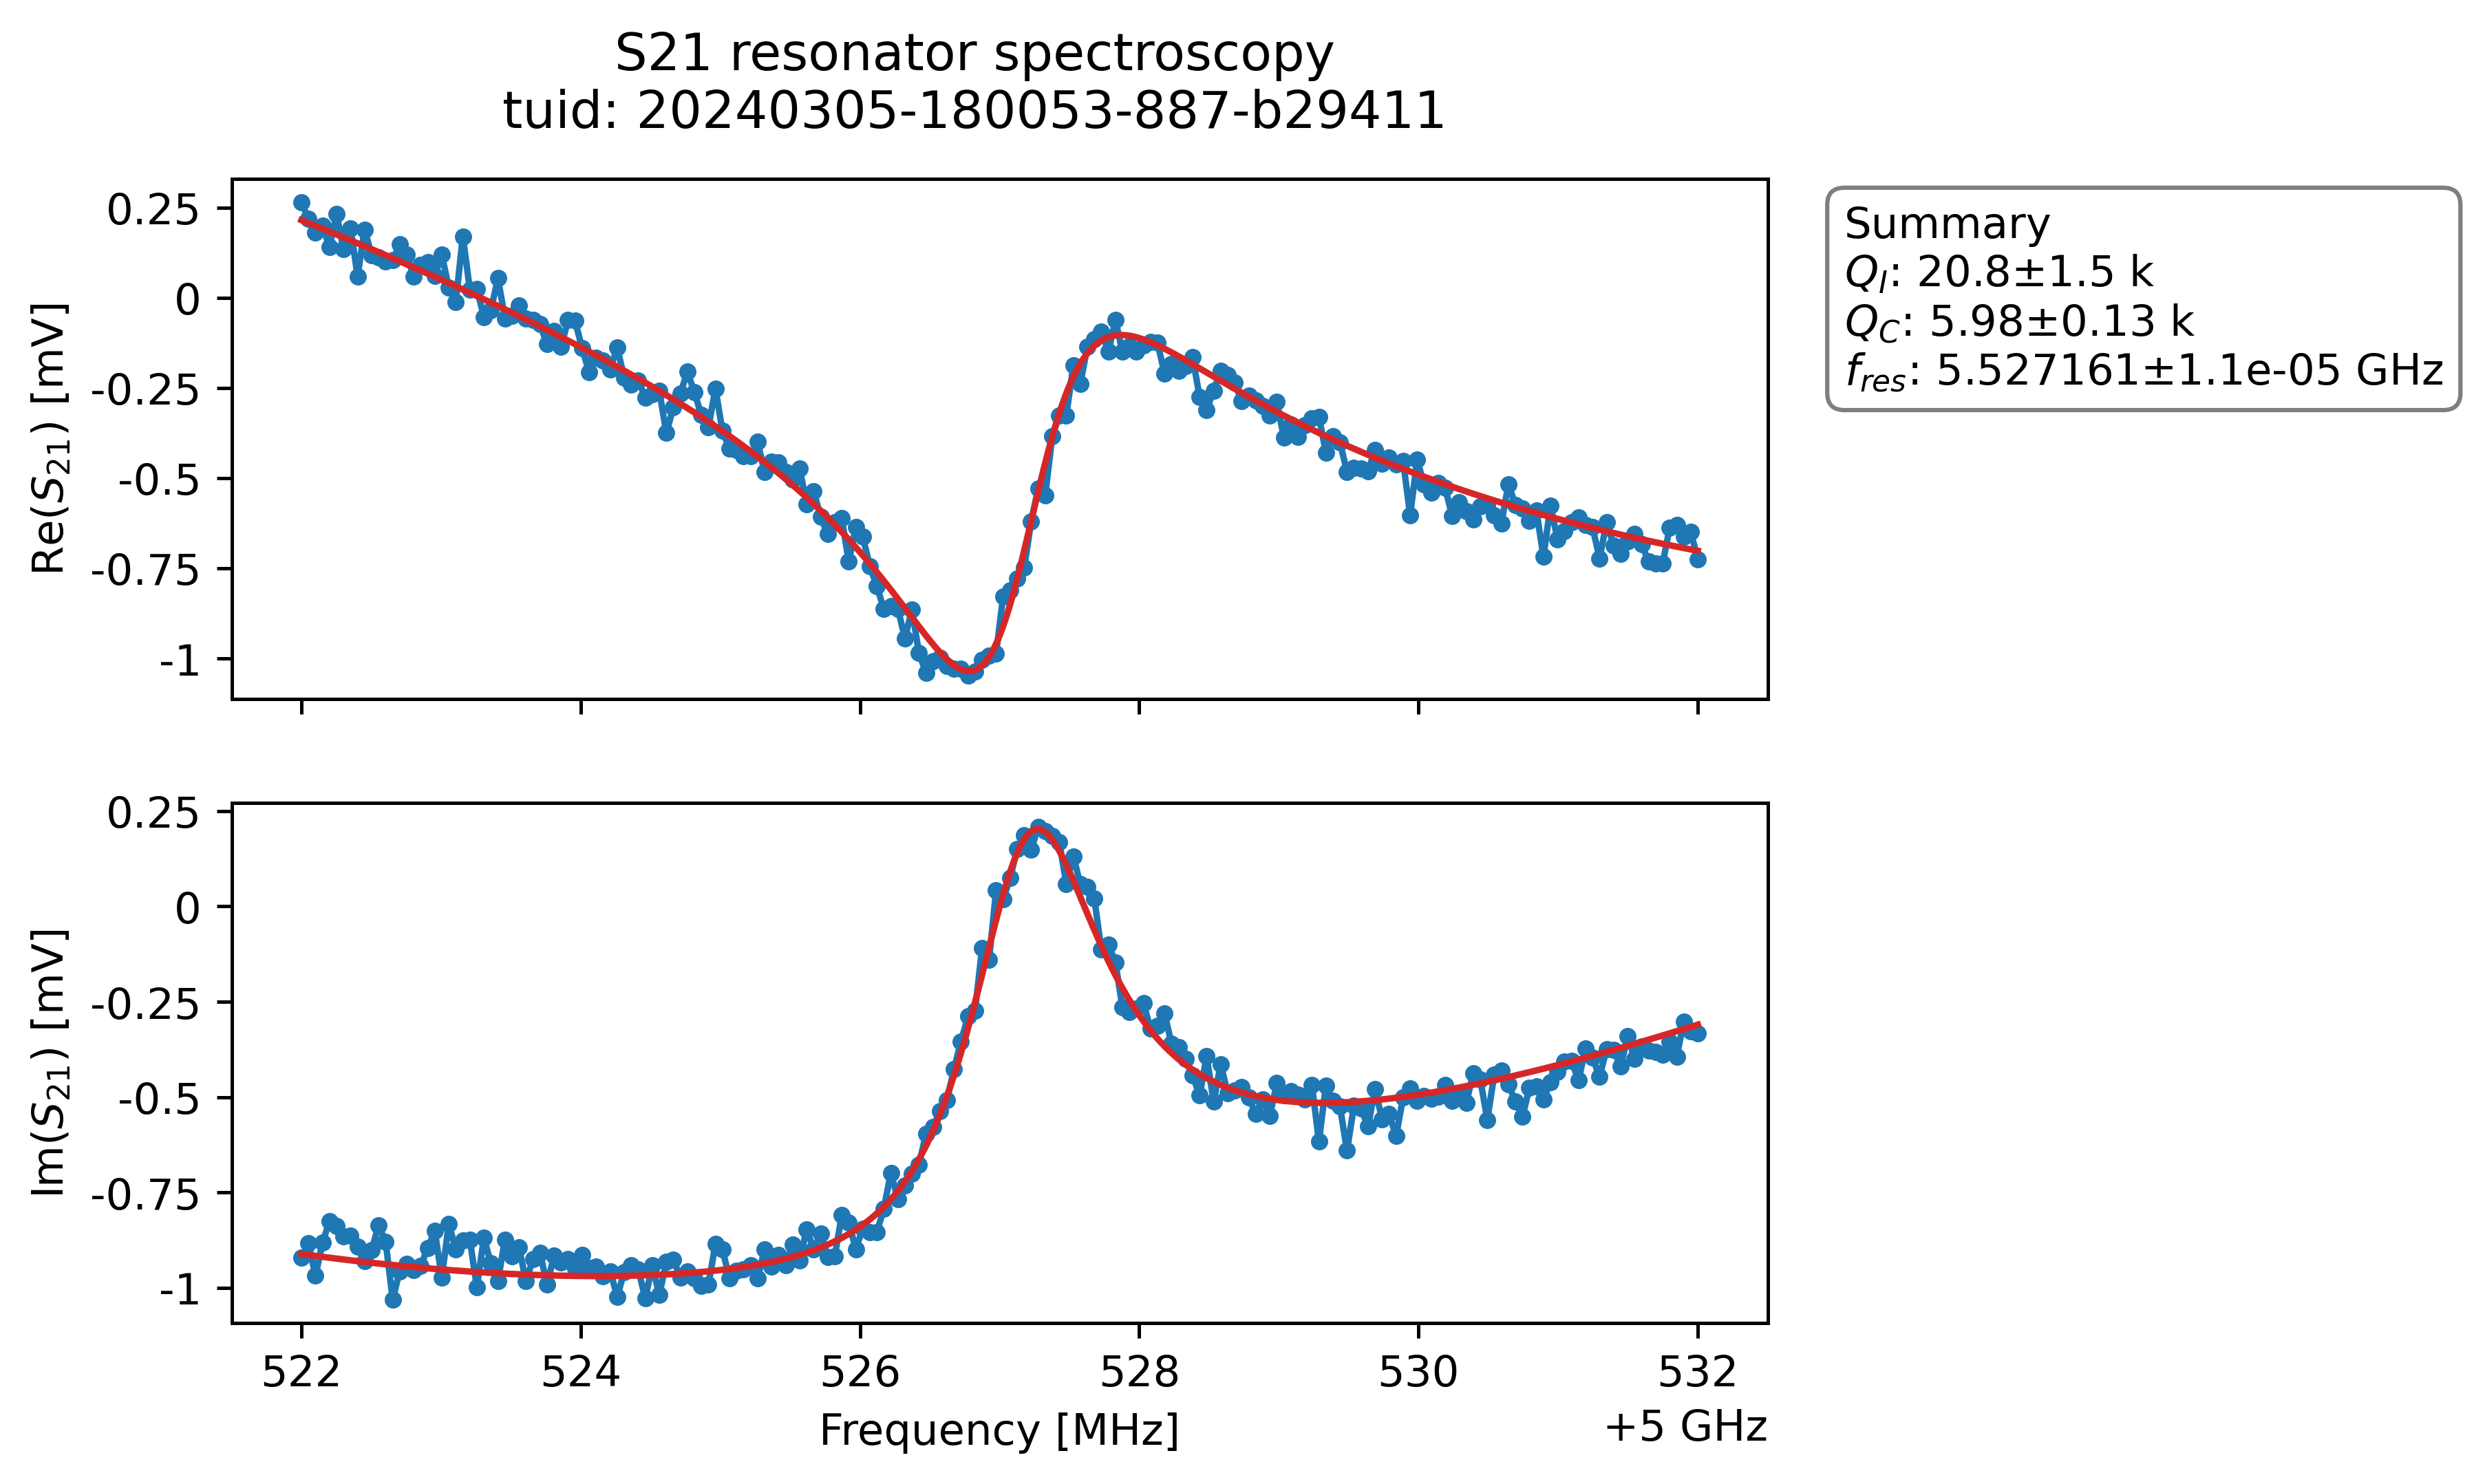 S21 resonator spectroscopy
tuid: 20240305-180053-887-b29411
0.25
0
-0.25
-0.5
-0.75
-1
Re(S21) [mV]
Summary
QI: 20.8±1.5 k
QC: 5.98±0.13 k
fres: 5.527161±1.1e-05 GHz
0.25
0
-0.25
-0.5
-0.75
-1
Im(S21) [mV]
522 524 526 528 530 532
Frequency [MHz]
+5 GHz